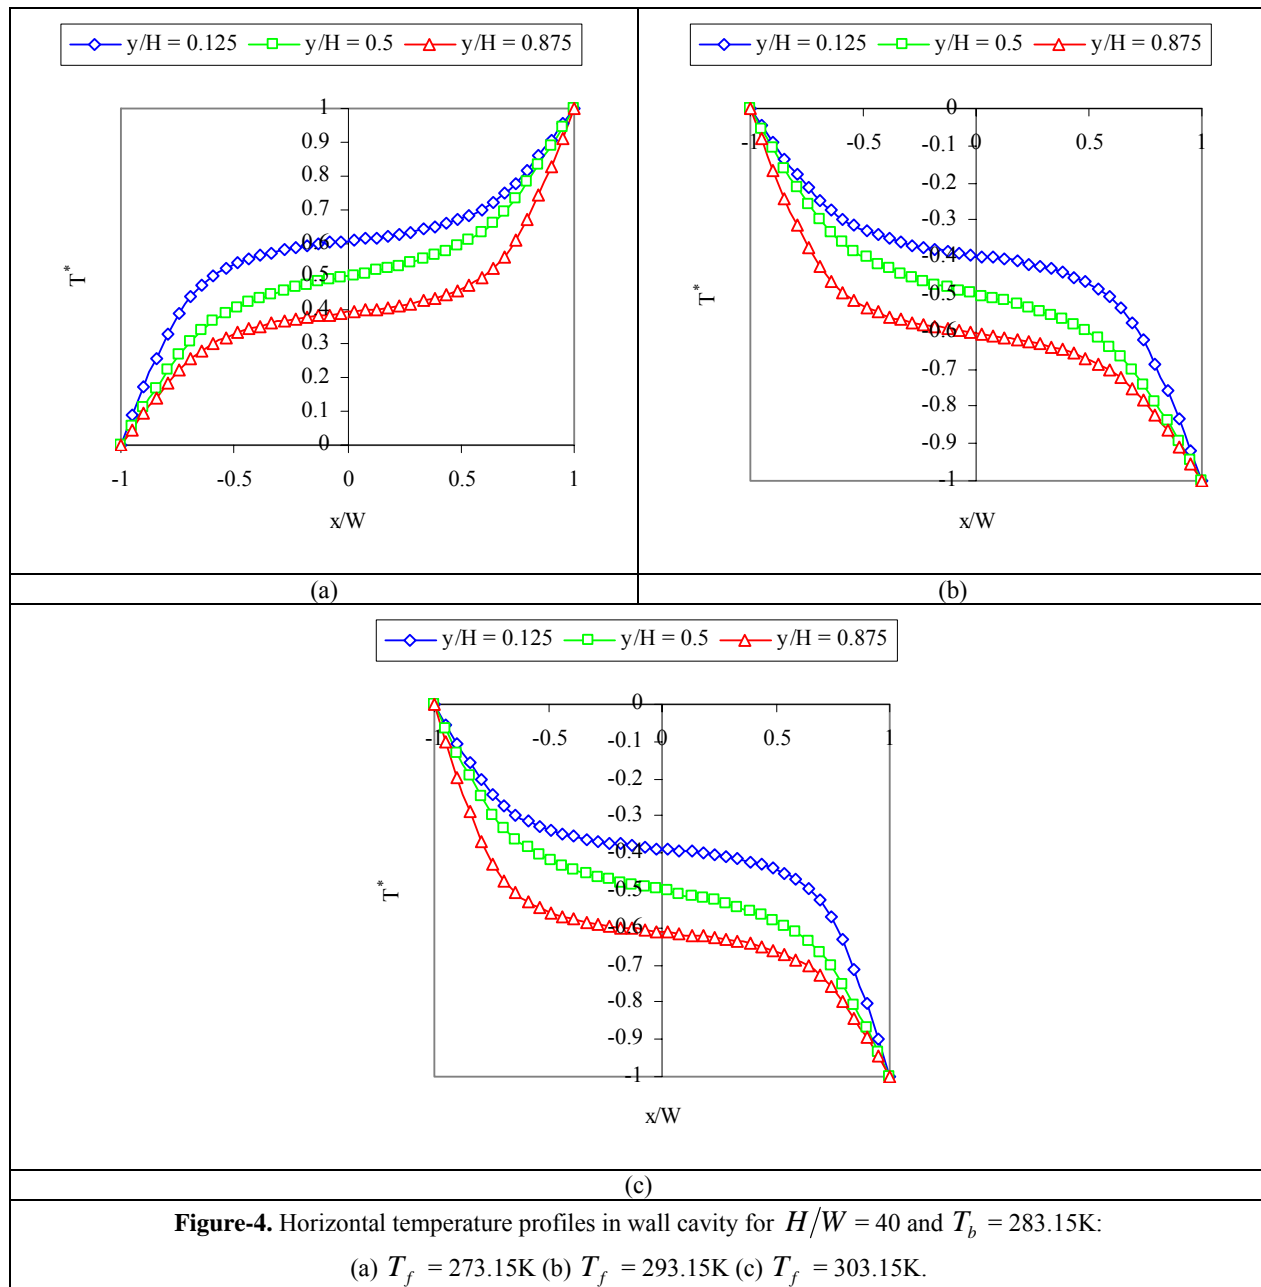 y/H = 0.125 y/H = 0.5 y/H = 0.875
1
0.9
0.8
0.7
0.6
0.5
0.4
0.3
0.2
0.1
0
-1 -0.5 0 0.5 1
T*
x/W
(a)
y/H = 0.125 y/H = 0.5 y/H = 0.875
0
-1 -0.5 0 0.5 1
-0.1
-0.2
-0.3
-0.4
-0.5
-0.6
-0.7
-0.8
-0.9
-1
T*
x/W
(b)
y/H = 0.125 y/H = 0.5 y/H = 0.875
0
-1 -0.5 0 0.5 1
-0.1
-0.2
-0.3
-0.4
-0.5
-0.6
-0.7
-0.8
-0.9
-1
T*
x/W
(c)
Figure-4. Horizontal temperature profiles in wall cavity for H/W = 40 and T_b = 283.15K:
(a) T_f = 273.15K (b) T_f = 293.15K (c) T_f = 303.15K.